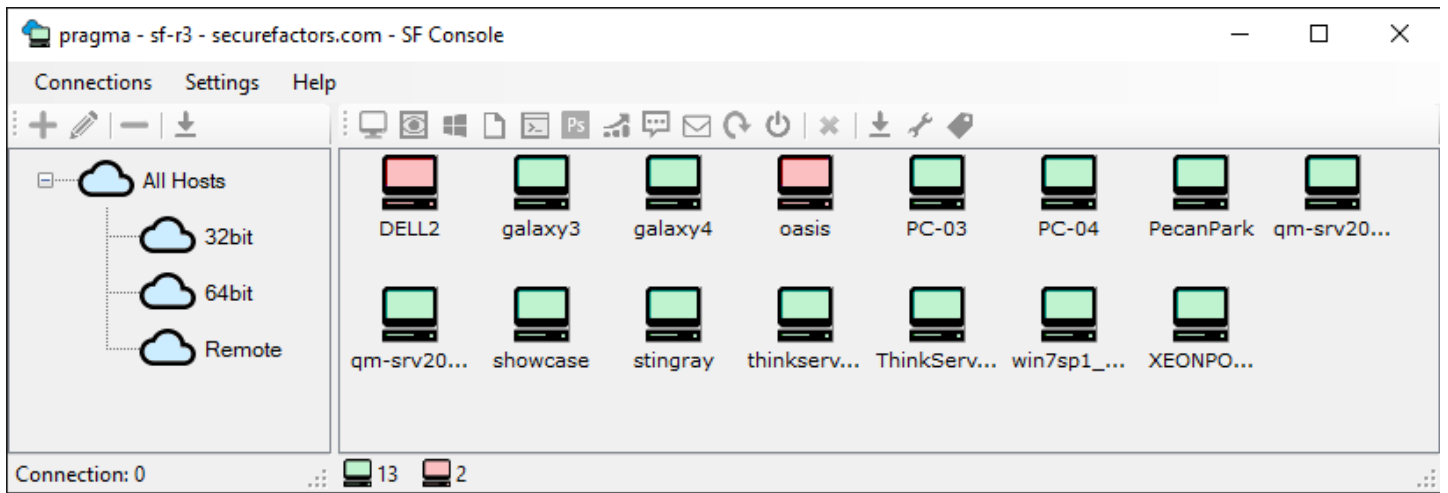 pragma - sf-r3 - securefactors.com - SF Console
Connections Settings Help
Ps
All Hosts
32bit
64bit
Remote
DELL2 galaxy3 galaxy4 oasis PC-03 PC-04 PecanPark qm-srv20...
qm-srv20... showcase stingray thinkserv... ThinkServ... win7sp1_... XEONPO...
Connection: 0
13 2